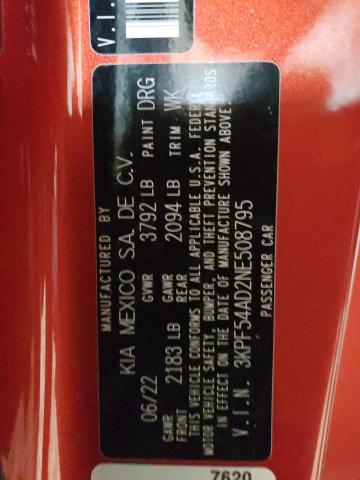 V.I.
MANUFACTURED BY
KIA MEXICO S.A. DE C.V.
06/22 GVWR 3792 LB PAINT DRG
GAWR FRONT 2183 LB GAWR REAR 2094 LB TRIM WK
THIS VEHICLE CONFORMS TO ALL APPLICABLE U.S.A. FEDERAL
MOTOR VEHICLE SAFETY, BUMPER, AND THEFT PREVENTION STANDARDS
IN EFFECT ON THE DATE OF MANUFACTURE SHOWN ABOVE.
V.I.N. 3KPF54AD2NE508795
PASSENGER CAR
7620